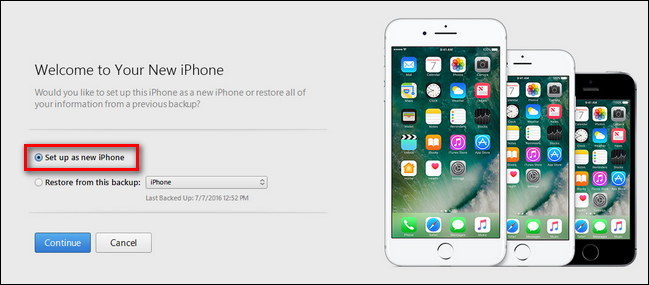 Welcome to Your New iPhone
Would you like to set up this iPhone as a new iPhone or restore all of
your information from a previous backup?
Set up as new iPhone
Restore from this backup: iPhone
Last Backed Up: 7/7/2016 12:52 PM
Continue Cancel